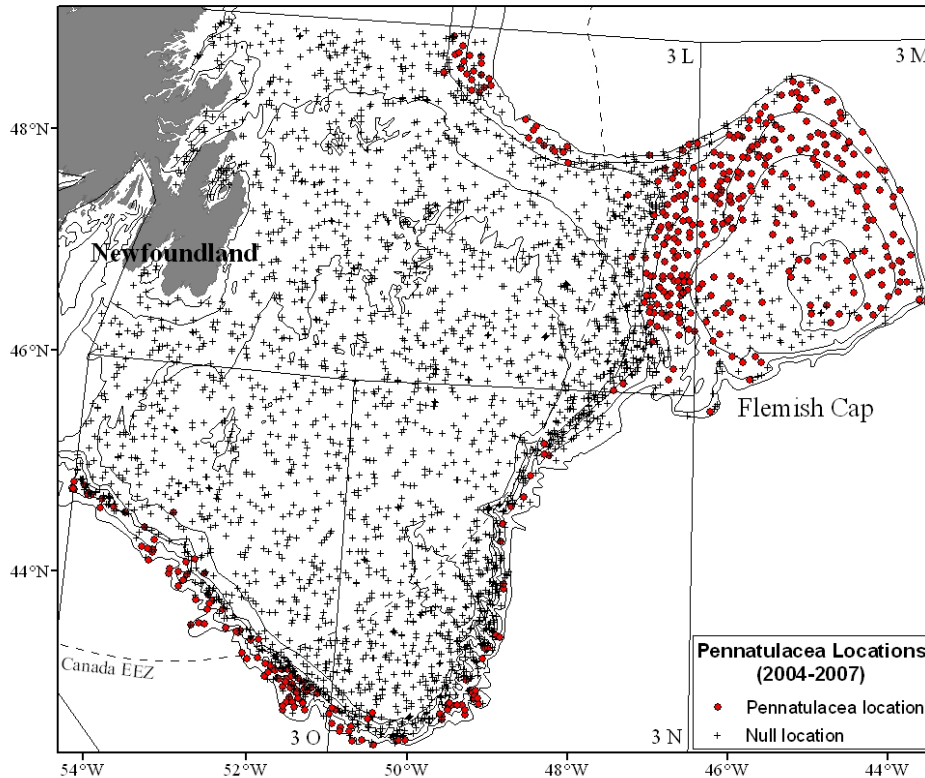 3 L
3 M
48°N
Newfoundland
46°N
Flemish Cap
44°N
Canada EEZ
3 O
3 N
Pennatulacea Locations
(2004-2007)
Pennatulacea location
Null location
54°W
52°W
50°W
48°W
46°W
44°W